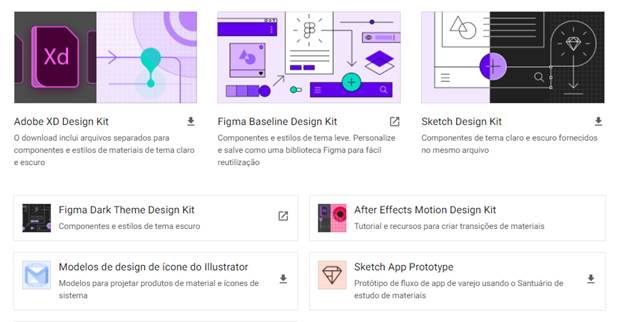 Xd
Adobe XD Design Kit
O download inclui arquivos separados para
componentes e estilos de materiais de tema claro
e escuro
Figma Baseline Design Kit
Componentes e estilos de tema leve. Personalize
e salve como uma biblioteca Figma para fácil
reutilização
Sketch Design Kit
Componentes de tema claro e escuro fornecidos
no mesmo arquivo
Figma Dark Theme Design Kit
Componentes e estilos de tema escuro
After Effects Motion Design Kit
Tutorial e recursos para criar transições de materiais
Modelos de design de ícone do Illustrator
Modelos para projetar produtos de material e ícones de
sistema
Sketch App Prototype
Protótipo de fluxo de app de varejo usando o Santuário de
estudo de materiais